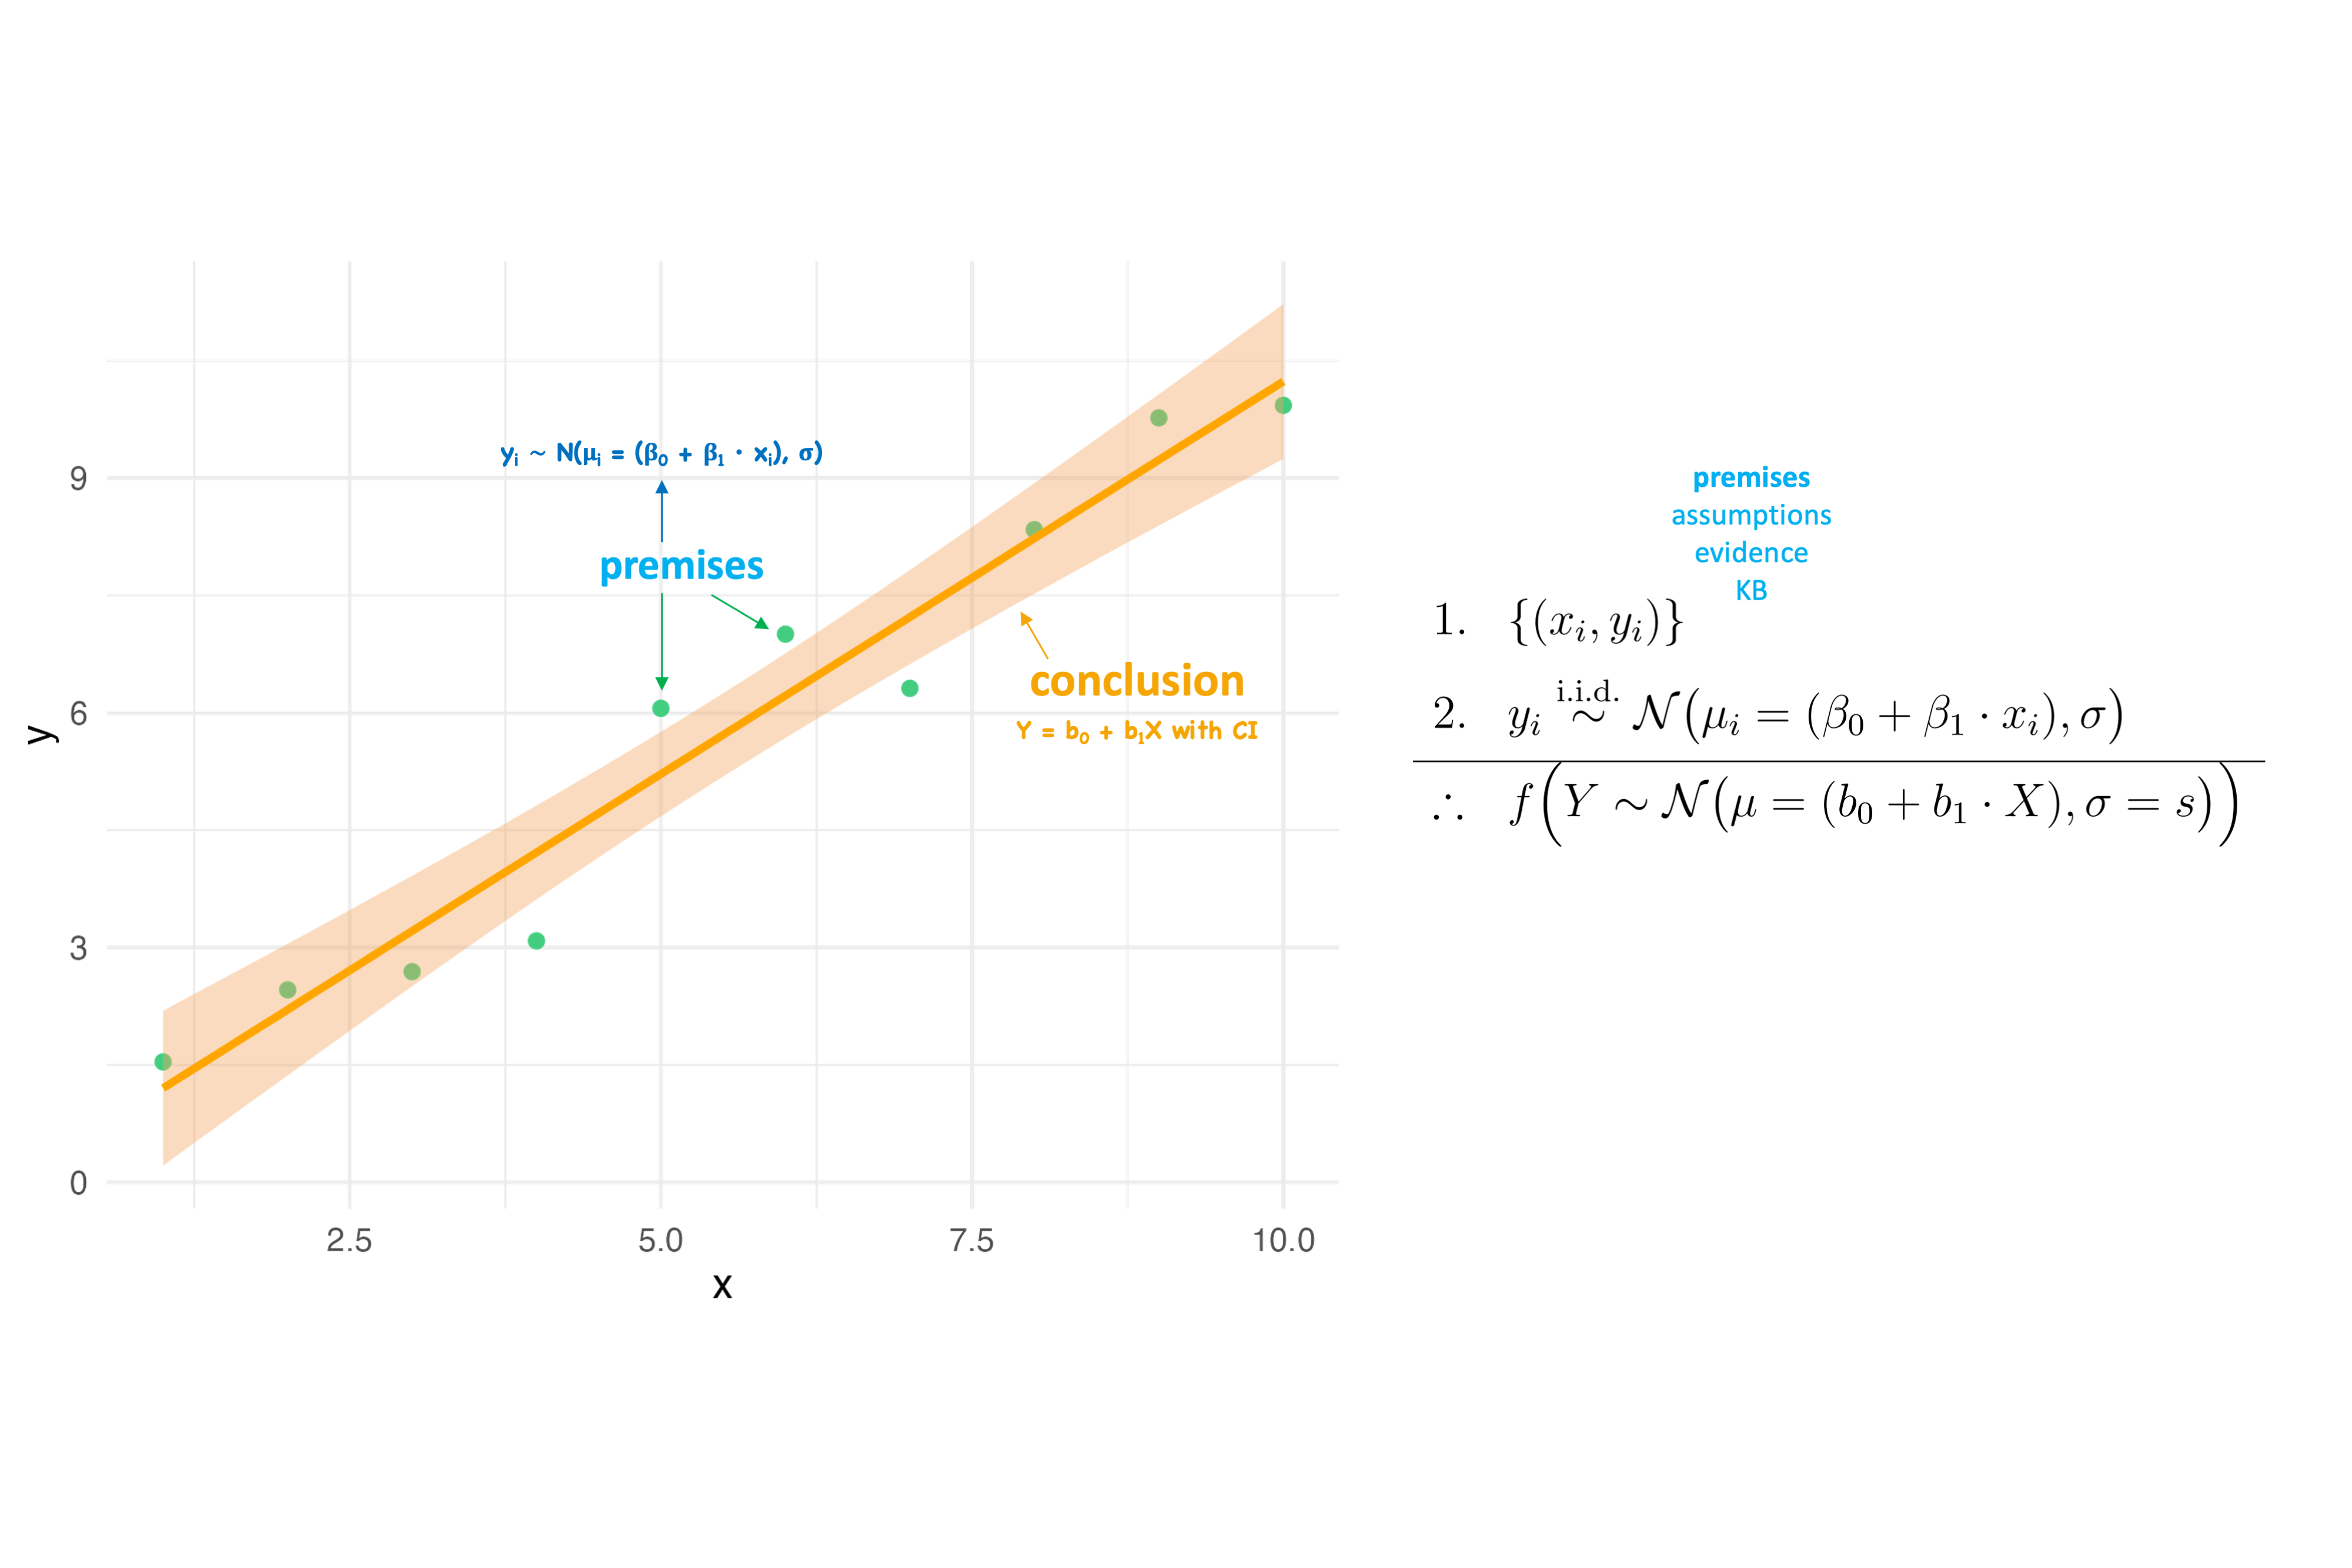 yᵢ ~ N(μᵢ = (β₀ + β₁ · xᵢ), σ)
premises
conclusion
Y = b₀ + b₁X with CI
y
9
6
3
0
2.5 5.0 7.5 10.0
x
premises
assumptions
evidence
KB
1. {(xᵢ, yᵢ)}
2. yᵢ i.i.d. ∼ 𝒩(μᵢ = (β₀ + β₁ · xᵢ), σ)
∴ f(Y ∼ 𝒩(μ = (b₀ + b₁ · X), σ = s))